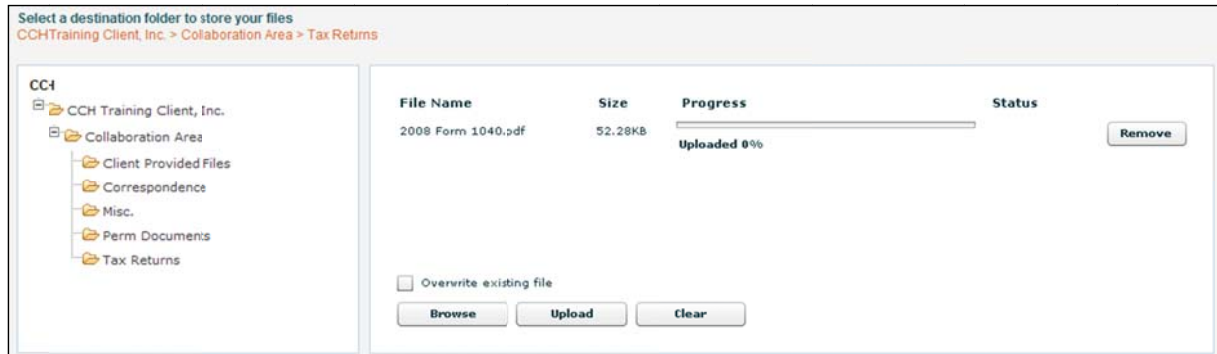 Select a destination folder to store your files
CCHTraining Client, Inc. > Collaboration Area > Tax Returns
CCH
CCH Training Client, Inc.
Collaboration Area
Client Provided Files
Correspondence
Misc.
Perm Documents
Tax Returns
File Name Size Progress Status
2008 Form 1040.pdf 52.28KB Remove
Uploaded 0%
Overwrite existing file
Browse Upload Clear